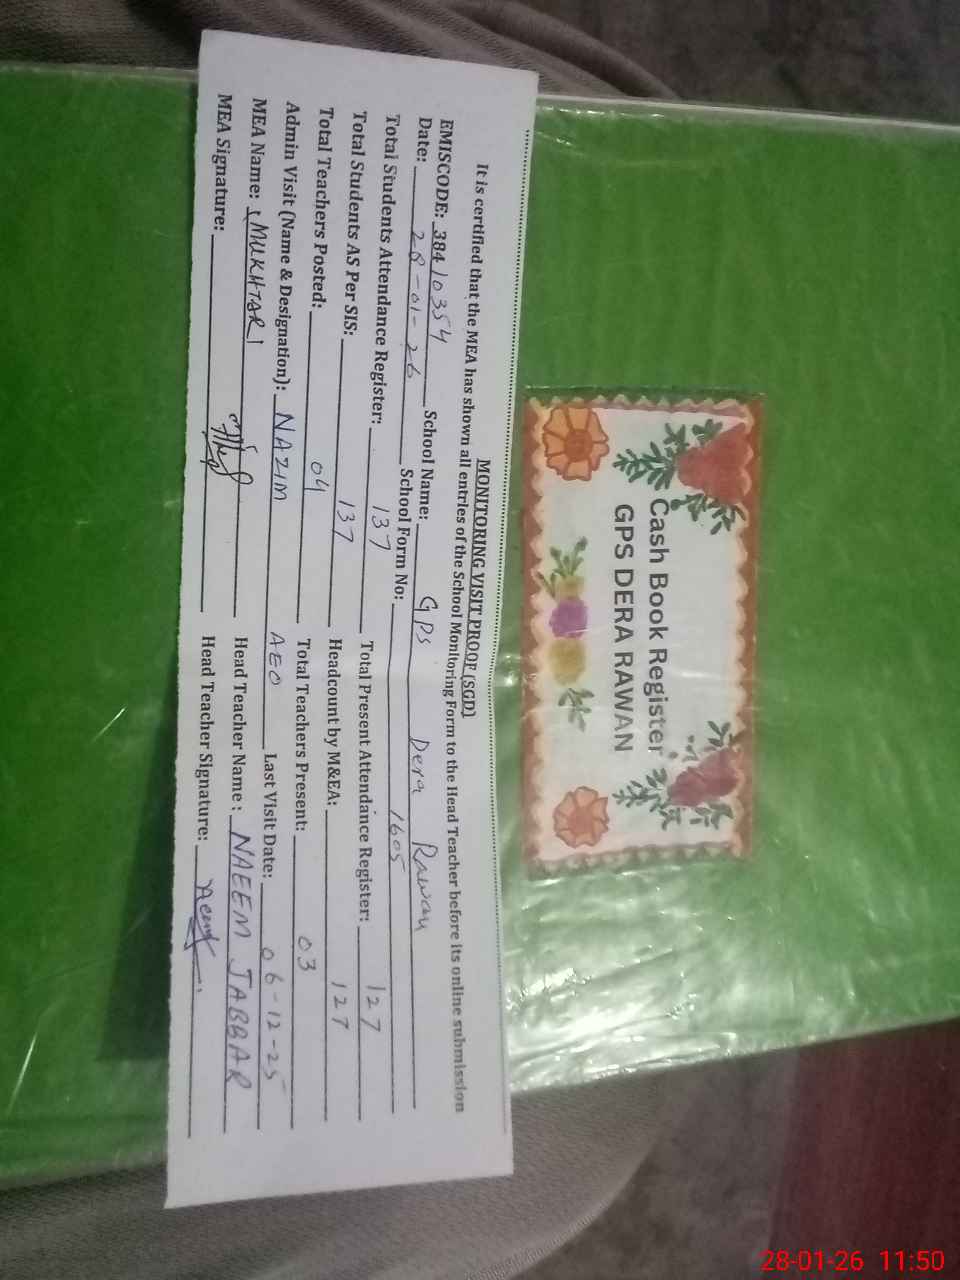 Cash Book Register
GPS DERA RAWAN
MONITORING VISIT PROOF (SGD)
It is certified that the MEA has shown all entries of the School Monitoring Form to the Head Teacher before its online submission
EMISCODE: 38410354 School Name: GPS Dera Rawan
Date: 28-01-26 School Form No: 1605
Total Students Attendance Register: 137 Total Present Attendance Register: 127
Total Students AS Per SIS: 137 Headcount by M&EA: 127
Total Teachers Posted: 04 Total Teachers Present: 03
Admin Visit (Name & Designation): NAZIM AEO Last Visit Date: 06-12-25
MEA Name: (MUKHTAR) Head Teacher Name: NAEEM JABBAR
MEA Signature: Head Teacher Signature:
28-01-26 11:50